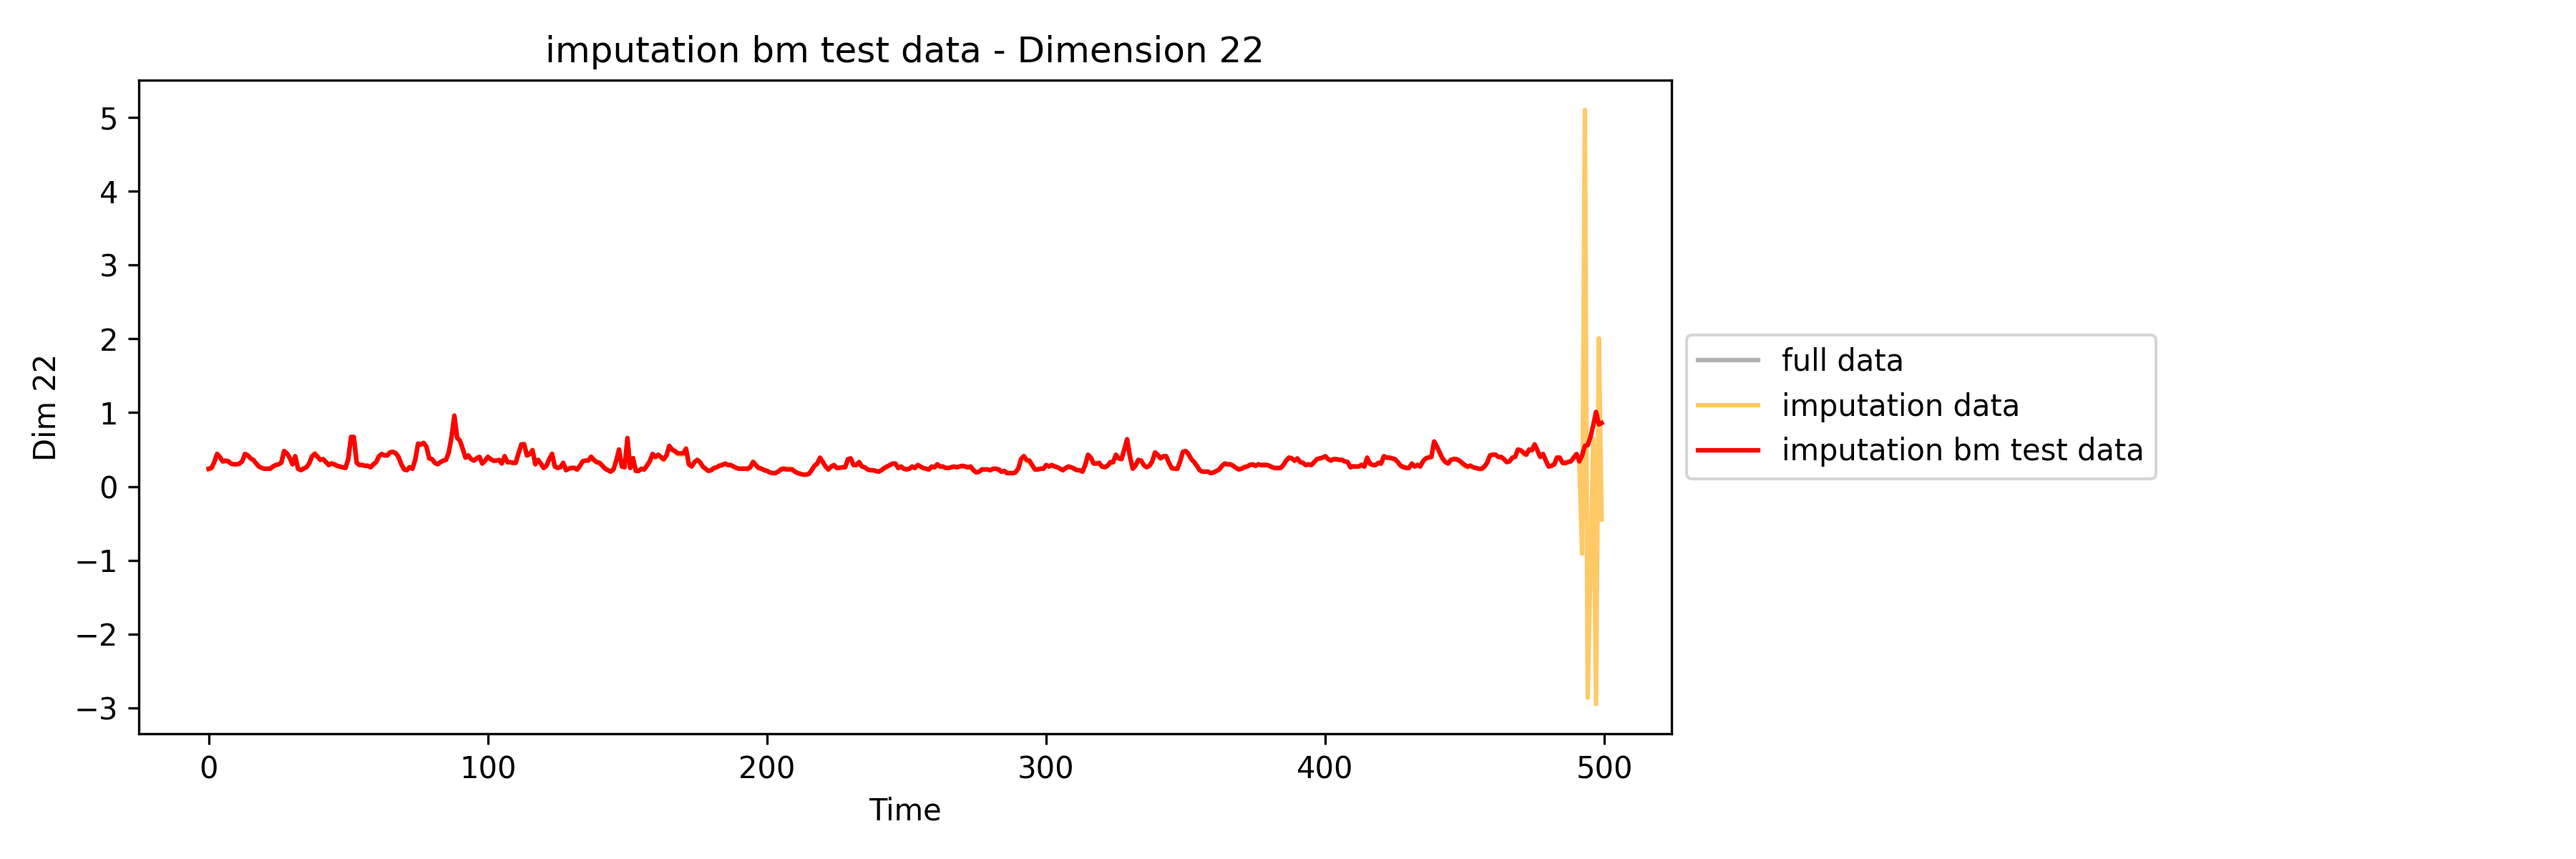 imputation bm test data - Dimension 22
Dim 22
5
4
3
2
1
0
−1
−2
−3
0 100 200 300 400 500
Time
full data
imputation data
imputation bm test data